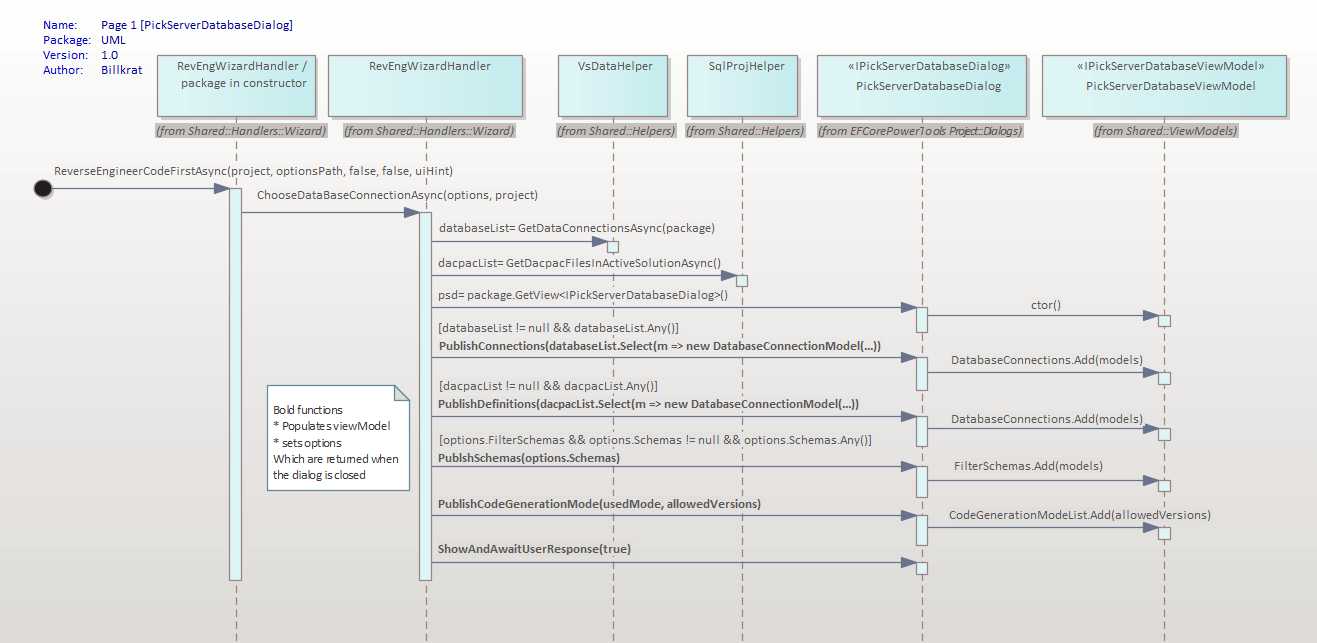 Name: Page 1 [PickServerDatabaseDialog]
Package: UML
Version: 1.0
Author: Billkrat
RevEngWizardHandler /
package in constructor
(from Shared::Handlers::Wizard)
RevEngWizardHandler
(from Shared::Handlers::Wizard)
VsDataHelper
(from Shared::Helpers)
SqlProjHelper
(from Shared::Helpers)
«IPickServerDatabaseDialog»
PickServerDatabaseDialog
(from EFCorePowerTools Project::Dialogs)
«IPickServerDatabaseViewModel»
PickServerDatabaseViewModel
(from Shared::ViewModels)
ReverseEngineerCodeFirstAsync(project, optionsPath, false, false, uiHint)
ChooseDataBaseConnectionAsync(options, project)
databaseList= GetDataConnectionsAsync(package)
dacpacList= GetDacpacFilesInActiveSolutionAsync()
psd= package.GetView<IPickServerDatabaseDialog>()
ctor()
[databaseList != null && databaseList.Any()]
PublishConnections(databaseList.Select(m => new DatabaseConnectionModel(...))
DatabaseConnections.Add(models)
[dacpacList != null && dacpacList.Any()]
PublishDefinitions(dacpacList.Select(m => new DatabaseConnectionModel(...))
DatabaseConnections.Add(models)
Bold functions
* Populates viewModel
* sets options
Which are returned when
the dialog is closed
[options.FilterSchemas && options.Schemas != null && options.Schemas.Any()]
PublshSchemas(options.Schemas)
FilterSchemas.Add(models)
PublishCodeGenerationMode(usedMode, allowedVersions)
CodeGenerationModeList.Add(allowedVersions)
ShowAndAwaitUserResponse(true)